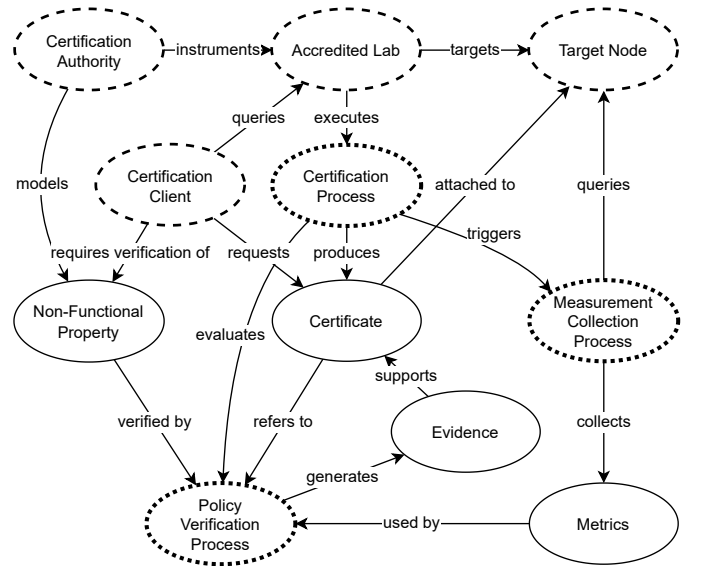 Certification
Authority
instruments
Accredited Lab
targets
Target Node
queries
executes
models
Certification
Client
Certification
Process
attached to
queries
triggers
requires verification of
requests
produces
Non-Functional
Property
Certificate
Measurement
Collection
Process
evaluates
supports
verified by
refers to
Evidence
collects
generates
Policy
Verification
Process
used by
Metrics